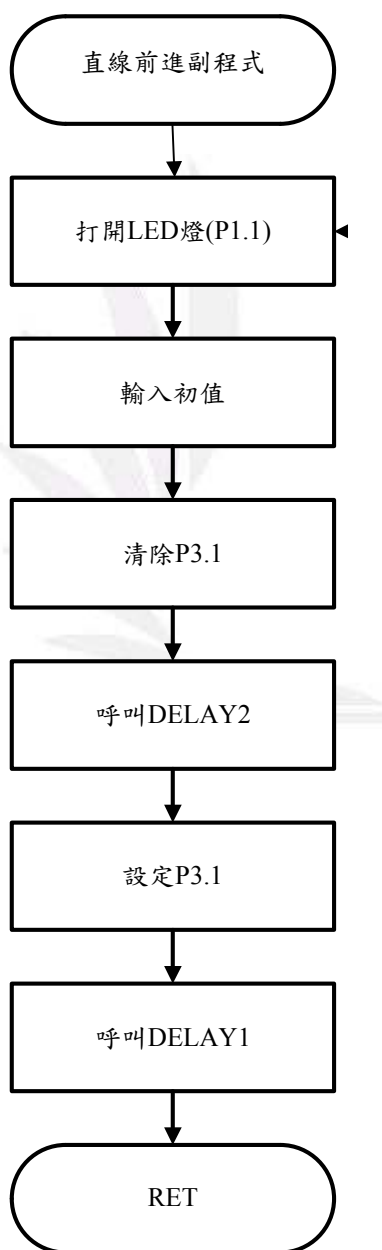 直線前進副程式
打開LED燈(P1.1)
輸入初值
清除P3.1
呼叫DELAY2
設定P3.1
呼叫DELAY1
RET